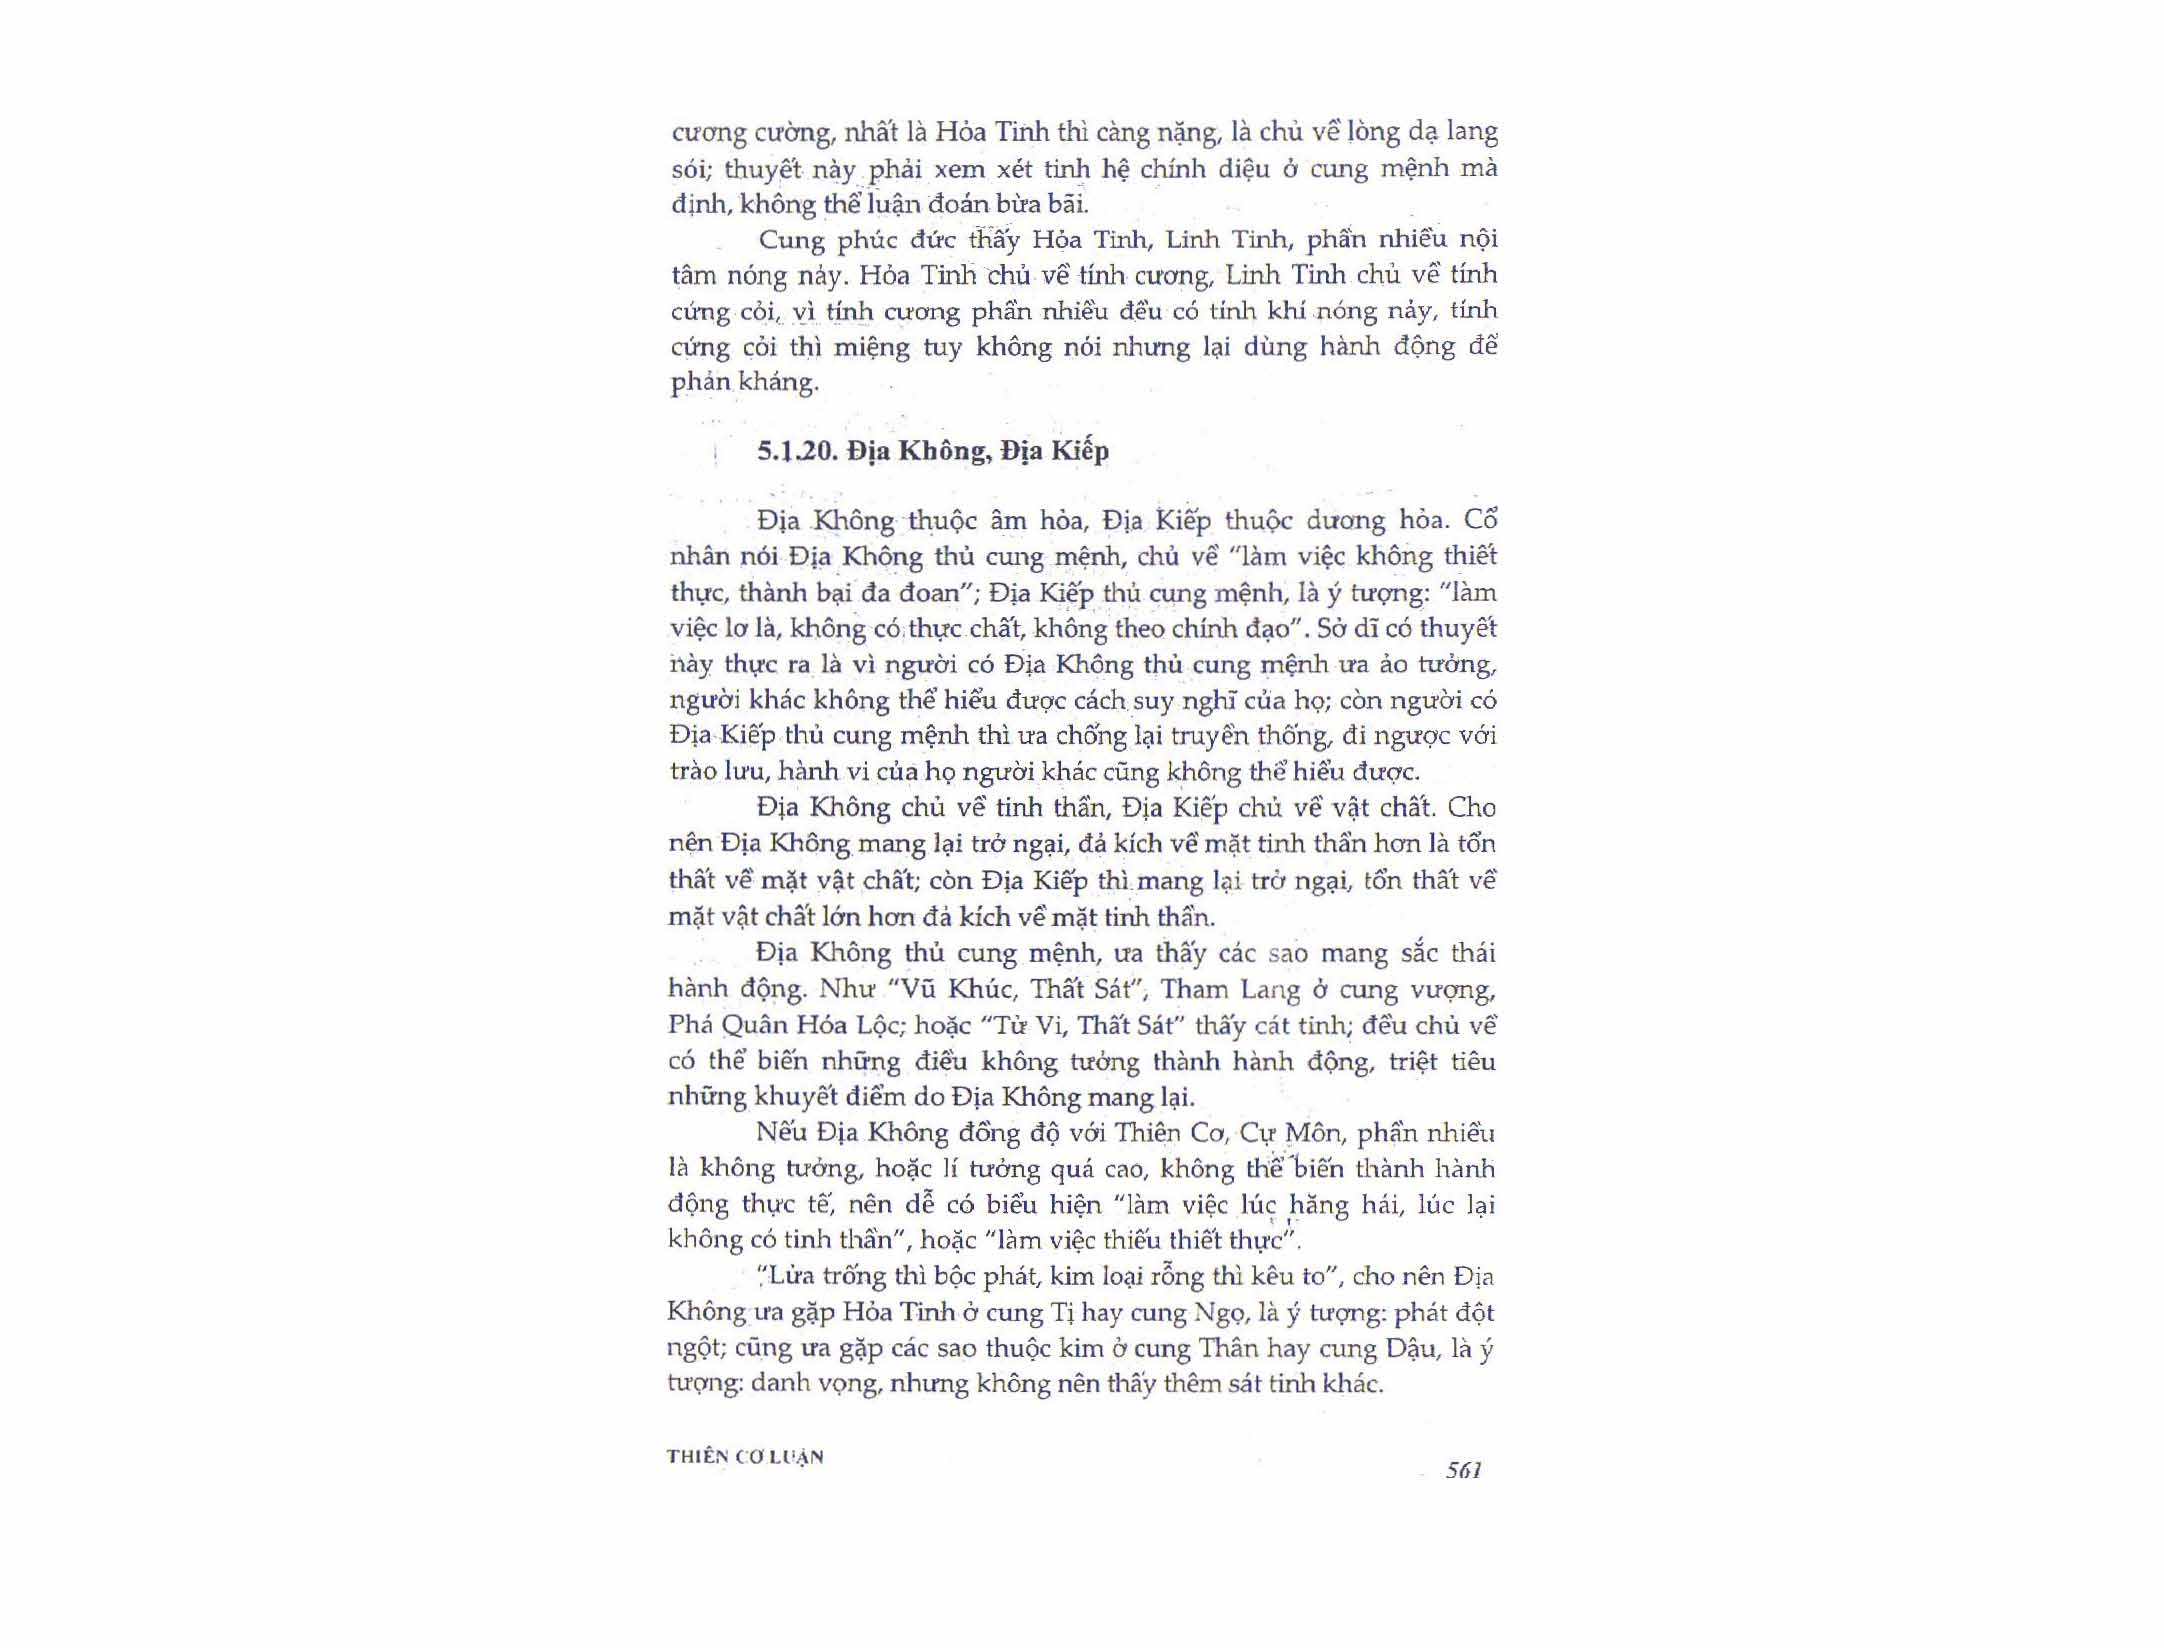 cương cường, nhất là Hỏa Tinh thì càng nặng, là chủ về lòng dạ lang
sói; thuyết này phải xem xét tinh hệ chính diệu ở cung mệnh mà
định, không thể luận đoán bừa bãi.
Cung phúc đức thấy Hỏa Tinh, Linh Tinh, phần nhiều nội
tâm nóng nảy. Hỏa Tinh chủ về tính cương, Linh Tinh chủ về tính
cứng cỏi, vì tính cương phần nhiều đều có tính khí nóng nảy, tính
cứng cỏi thì miệng tuy không nói nhưng lại dùng hành động để
phản kháng.
5.1.20. Địa Không, Địa Kiếp
Địa Không thuộc âm hỏa, Địa Kiếp thuộc dương hỏa. Cổ
nhân nói Địa Không thủ cung mệnh, chủ về "làm việc không thiết
thực, thành bại đa đoan"; Địa Kiếp thủ cung mệnh, là ý tượng: "làm
việc lơ là, không có thực chất, không theo chính đạo". Sở dĩ có thuyết
này thực ra là vì người có Địa Không thủ cung mệnh ưa ảo tưởng,
người khác không thể hiểu được cách suy nghĩ của họ; còn người có
Địa Kiếp thủ cung mệnh thì ưa chống lại truyền thống, đi ngược với
trào lưu, hành vi của họ người khác cũng không thể hiểu được.
Địa Không chủ về tinh thần, Địa Kiếp chủ về vật chất. Cho
nên Địa Không mang lại trở ngại, đả kích về mặt tinh thần hơn là tổn
thất về mặt vật chất; còn Địa Kiếp thì mang lại trở ngại, tổn thất về
mặt vật chất lớn hơn đả kích về mặt tinh thần.
Địa Không thủ cung mệnh, ưa thấy các sao mang sắc thái
hành động. Như "Vũ Khúc, Thất Sát", Tham Lang ở cung vượng,
Phá Quân Hóa Lộc; hoặc "Tử Vi, Thất Sát" thấy cát tinh; đều chủ về
có thể biến những điều không tưởng thành hành động, triệt tiêu
những khuyết điểm do Địa Không mang lại.
Nếu Địa Không đồng độ với Thiên Cơ, Cự Môn, phần nhiều
là không tưởng, hoặc lí tưởng quá cao, không thể biến thành hành
động thực tế, nên dễ có biểu hiện "làm việc lúc hăng hái, lúc lại
không có tinh thần", hoặc "làm việc thiếu thiết thực".
"Lửa trống thì bộc phát, kim loại rỗng thì kêu to", cho nên Địa
Không ưa gặp Hỏa Tinh ở cung Tị hay cung Ngọ, là ý tượng: phát đột
ngột; cũng ưa gặp các sao thuộc kim ở cung Thân hay cung Dậu, là ý
tượng: danh vọng, nhưng không nên thấy thêm sát tinh khác.
THIÊN CƠ LUẬN
561